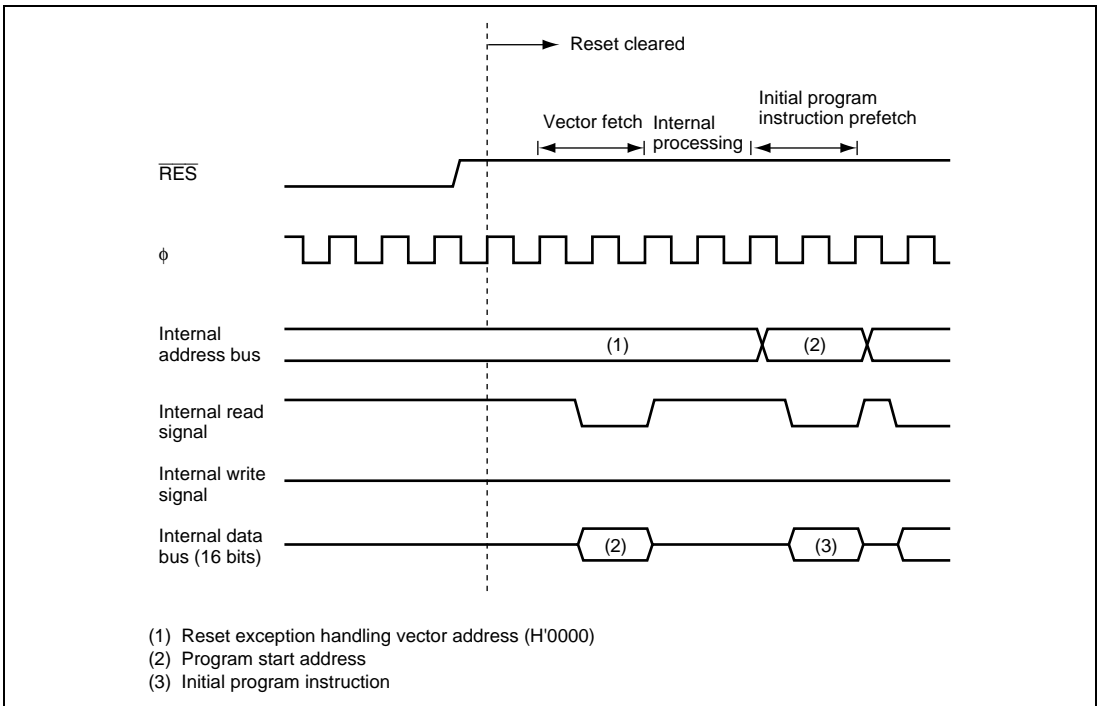 Reset cleared
Initial program
instruction prefetch
Vector fetch
Internal
processing
RES
ϕ
Internal
address bus
(1)
(2)
Internal read
signal
Internal write
signal
Internal data
bus (16 bits)
(2)
(3)
(1) Reset exception handling vector address (H'0000)
(2) Program start address
(3) Initial program instruction